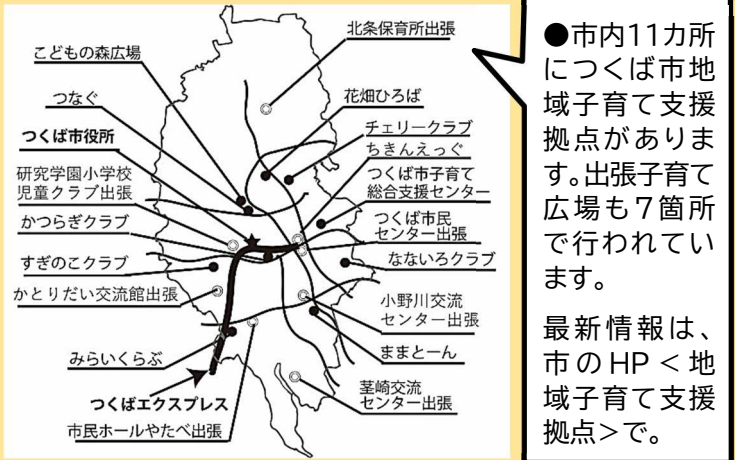 北条保育所出張
こどもの森広場
つなぐ
花畑ひろば
つくば市役所
チェリークラブ
ちきんえっぐ
研究学園小学校
児童クラブ出張
つくば市子育て
総合支援センター
かつらぎクラブ
つくば市民
センター出張
すぎのこクラブ
なないろクラブ
かとりだい交流館出張
小野川交流
センター出張
みらいくらぶ
ままとーん
つくばエクスプレス
茎崎交流
センター出張
市民ホールやたべ出張
●市内11カ所
につくば市地
域子育て支援
拠点がありま
す。出張子育て
広場も7箇所
で行われてい
ます。
最新情報は、
市のHP<地
域子育て支援
拠点>で。